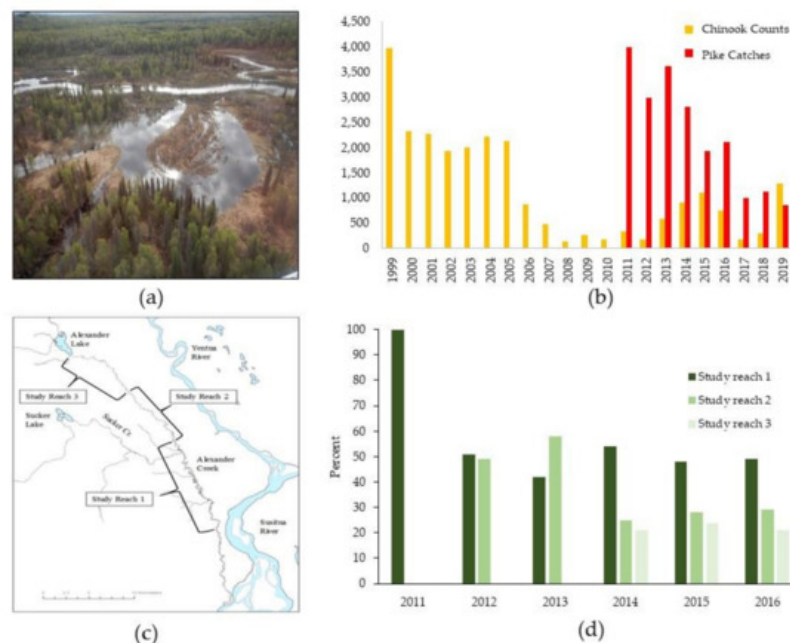 4,500
4,000
3,500
3,000
2,500
2,000
1,500
1,000
500
0
Chinook Counts
Pike Catches
1999
2000
2001
2002
2003
2004
2005
2006
2007
2008
2009
2010
2011
2012
2013
2014
2015
2016
2017
2018
2019
(a)
(b)
Alexander
Lake
Yentna
River
Study Reach 3
Study Reach 2
Sucker
Lake
Sucker Cr.
Alexander
Creek
Study Reach 1
Susitna
River
(c)
100
90
80
70
60
50
40
30
20
10
0
Percent
Study reach 1
Study reach 2
Study reach 3
2011
2012
2013
2014
2015
2016
(d)